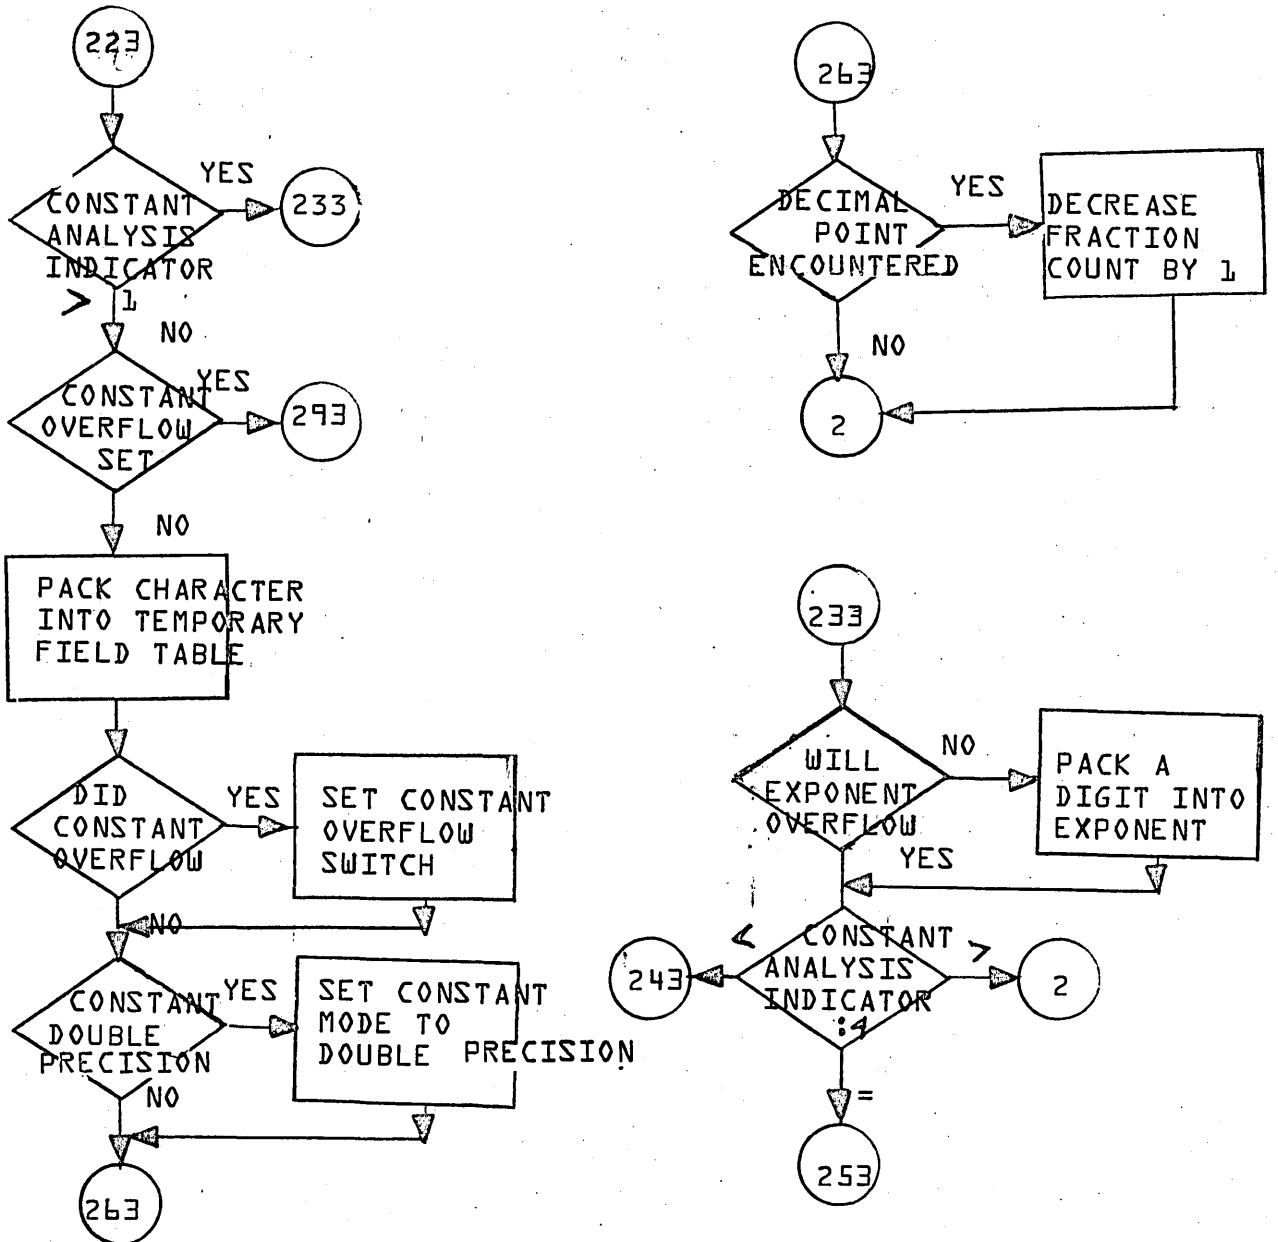 223
YES
CONSTANT
ANALYSIS
INDICATOR
> 1
233
NO
CONSTANT
OVERFLOW
SET
YES
293
NO
PACK CHARACTER
INTO TEMPORARY
FIELD TABLE
DID
CONSTANT
OVERFLOW
YES
SET CONSTANT
OVERFLOW
SWITCH
NO
CONSTANT
DOUBLE
PRECISION
YES
SET CONSTANT
MODE TO
DOUBLE PRECISION
NO
263
263
DECIMAL
POINT
ENCOUNTERED
YES
DECREASE
FRACTION
COUNT BY 1
NO
2
233
WILL
EXPONENT
OVERFLOW
NO
PACK A
DIGIT INTO
EXPONENT
YES
<
CONSTANT
ANALYSIS
INDICATOR
:4
>
243
2
=
253